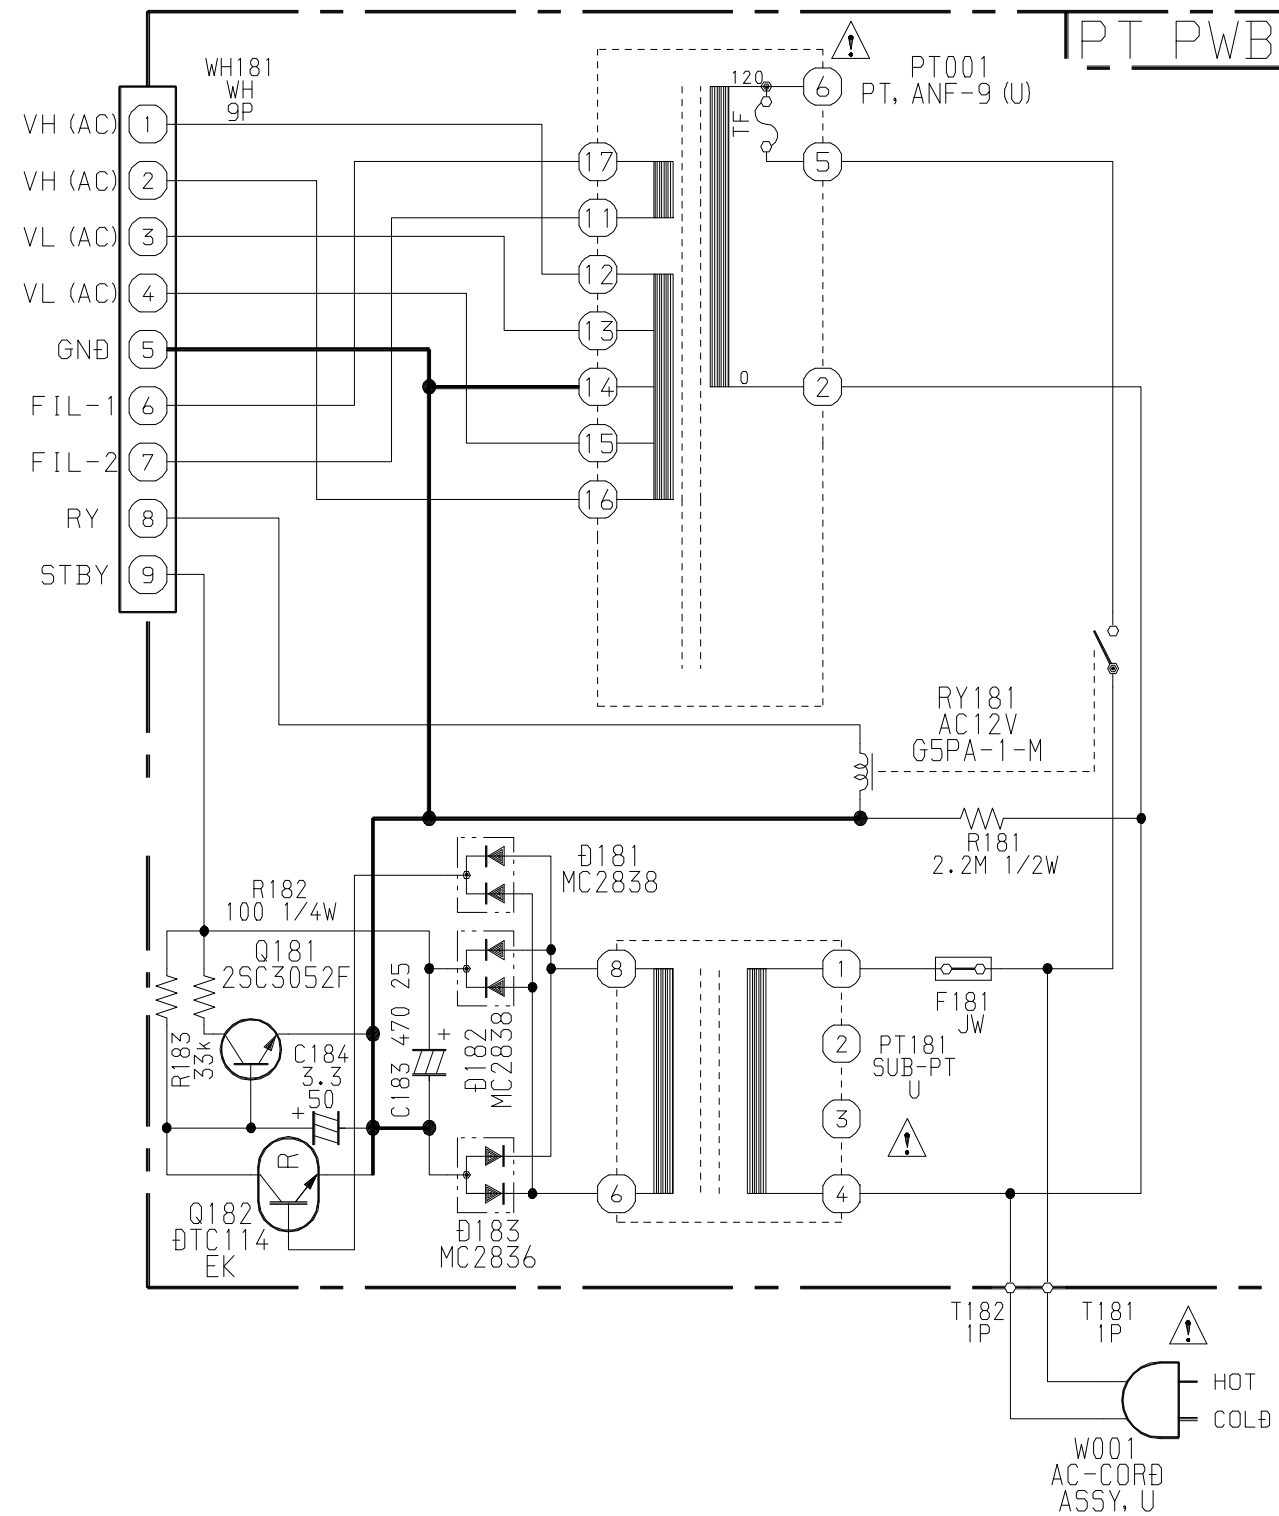 PT PWB
WH181
WH
9P
PT001
PT, ANF-9 (U)
120
6
TF
VH (AC) 1
17
5
VH (AC) 2
11
VL (AC) 3
12
VL (AC) 4
13
GND 5
0
14
2
FIL-1 6
15
FIL-2 7
16
RY 8
STBY 9
RY181
AC12V
G5PA-1-M
R181
2.2M 1/2W
D181
MC2838
R182
100 1/4W
Q181
2SC3052F
8
1
F181
JW
R183
33k
C184
3.3
50
+
C183 470 25
+
D182
MC2838
2
PT181
SUB-PT
U
3
R
6
4
Q182
DTC114
EK
D183
MC2836
T182
1P
T181
1P
HOT
COLD
W001
AC-CORD
ASSY, U